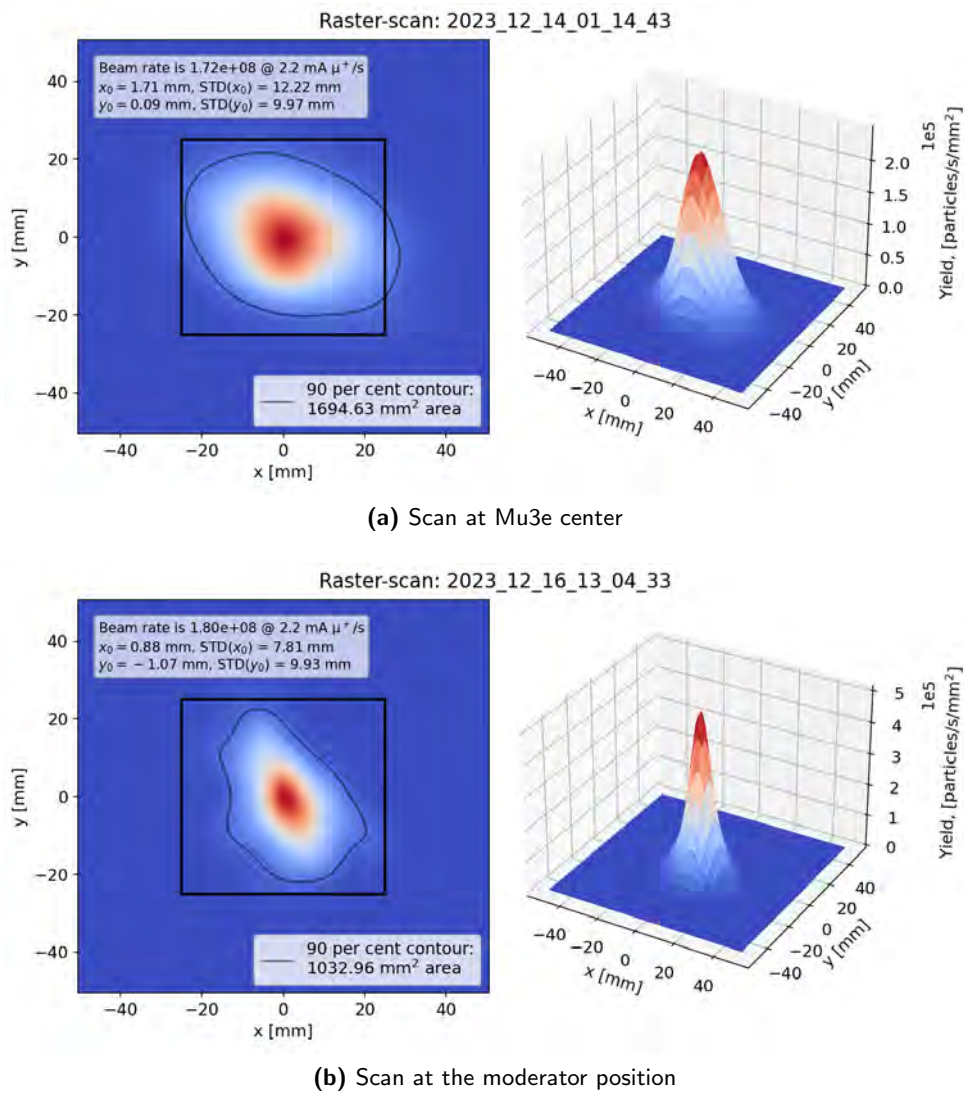 Raster-scan: 2023_12_14_01_14_43
Beam rate is 1.72e+08 @ 2.2 mA μ⁺/s
x₀ = 1.71 mm, STD(x₀) = 12.22 mm
y₀ = 0.09 mm, STD(y₀) = 9.97 mm
40
20
0
−20
−40
y [mm]
−40 −20 0 20 40
x [mm]
90 per cent contour:
1694.63 mm² area
1e5
2.0
1.5
1.0
0.5
0.0
Yield, [particles/s/mm²]
−40 −20 0 20 40
x [mm]
40
20
0
−20
−40
y [mm]
(a) Scan at Mu3e center
Raster-scan: 2023_12_16_13_04_33
Beam rate is 1.80e+08 @ 2.2 mA μ⁺/s
x₀ = 0.88 mm, STD(x₀) = 7.81 mm
y₀ = −1.07 mm, STD(y₀) = 9.93 mm
40
20
0
−20
−40
y [mm]
−40 −20 0 20 40
x [mm]
90 per cent contour:
1032.96 mm² area
1e5
5
4
3
2
1
0
Yield, [particles/s/mm²]
−40 −20 0 20 40
x [mm]
40
20
0
−20
−40
y [mm]
(b) Scan at the moderator position